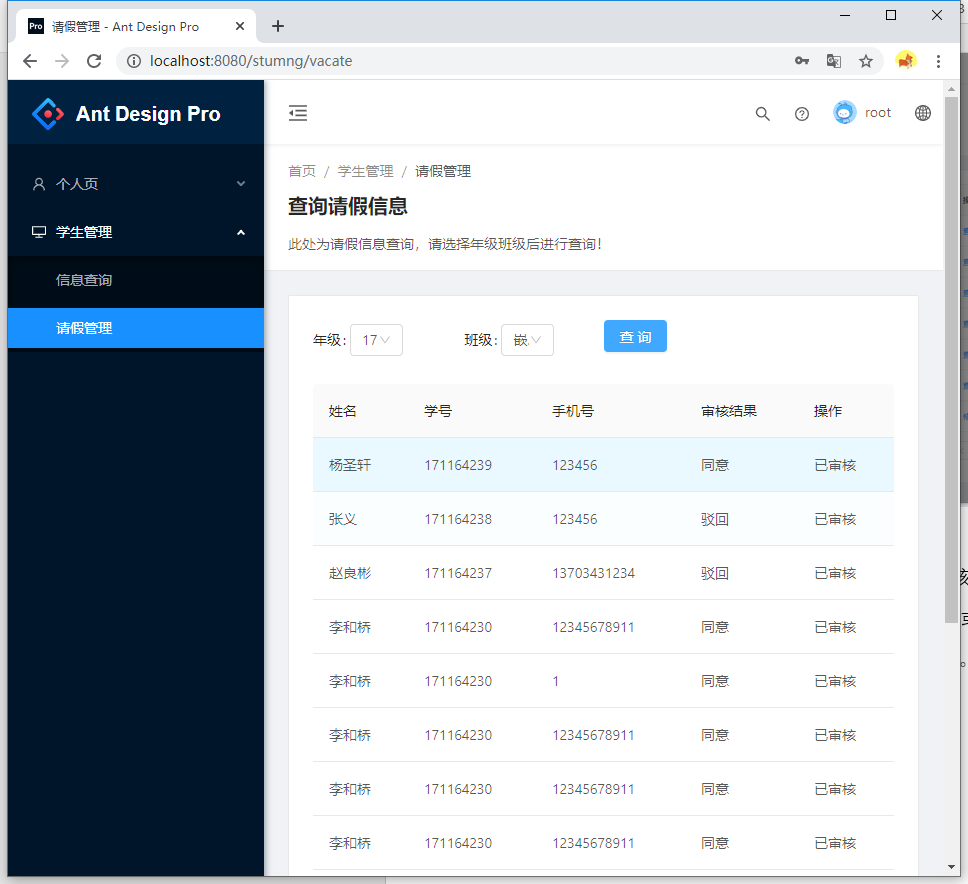 Pro 请假管理 - Ant Design Pro
localhost:8080/stumng/vacate
Ant Design Pro
root
个人页
学生管理
信息查询
请假管理
首页 / 学生管理 / 请假管理
查询请假信息
此处为请假信息查询，请选择年级班级后进行查询！
年级: 17 班级: 嵌 查 询
姓名 学号 手机号 审核结果 操作
杨圣轩 171164239 123456 同意 已审核
张义 171164238 123456 驳回 已审核
赵良彬 171164237 13703431234 驳回 已审核
李和桥 171164230 12345678911 同意 已审核
李和桥 171164230 1 同意 已审核
李和桥 171164230 12345678911 同意 已审核
李和桥 171164230 12345678911 同意 已审核
李和桥 171164230 12345678911 同意 已审核